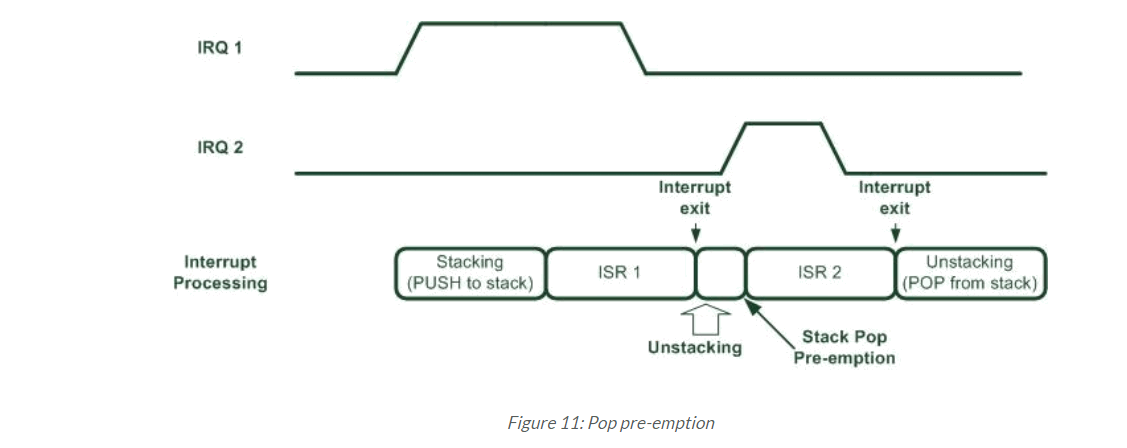 IRQ 1
IRQ 2
Interrupt
exit
Interrupt
exit
Interrupt
Processing
Stacking
(PUSH to stack)
ISR 1
ISR 2
Unstacking
(POP from stack)
Unstacking
Stack Pop
Pre-emption
Figure 11: Pop pre-emption